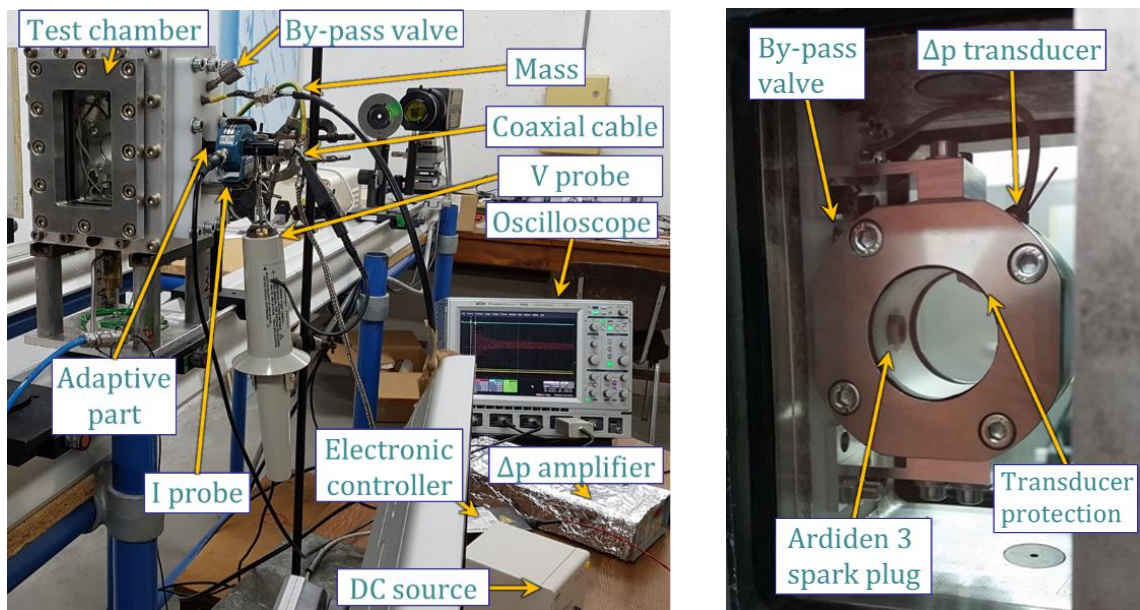 Test chamber
By-pass valve
Mass
Coaxial cable
V probe
Oscilloscope
Adaptive
part
I probe
Electronic
controller
Δp amplifier
DC source
By-pass
valve
Δp transducer
Transducer
protection
Ardiden 3
spark plug